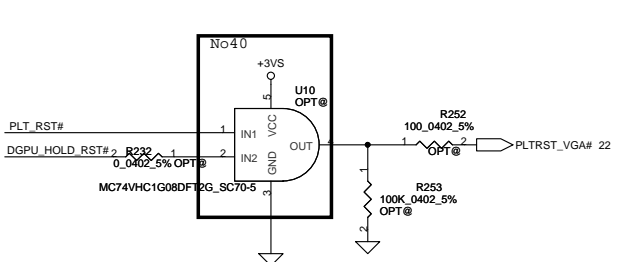 No40
+3VS
U10
OPT@
5
VCC
PLT_RST#
1
IN1
DGPU_HOLD_RST#
2
R232
1
0_0402_5% OPT@
2
IN2
GND
OUT
4
3
MC74VHC1G08DFT2G_SC70-5
R252
100_0402_5%
1
2
OPT@
PLTRST_VGA# 22
1
R253
100K_0402_5%
OPT@
2